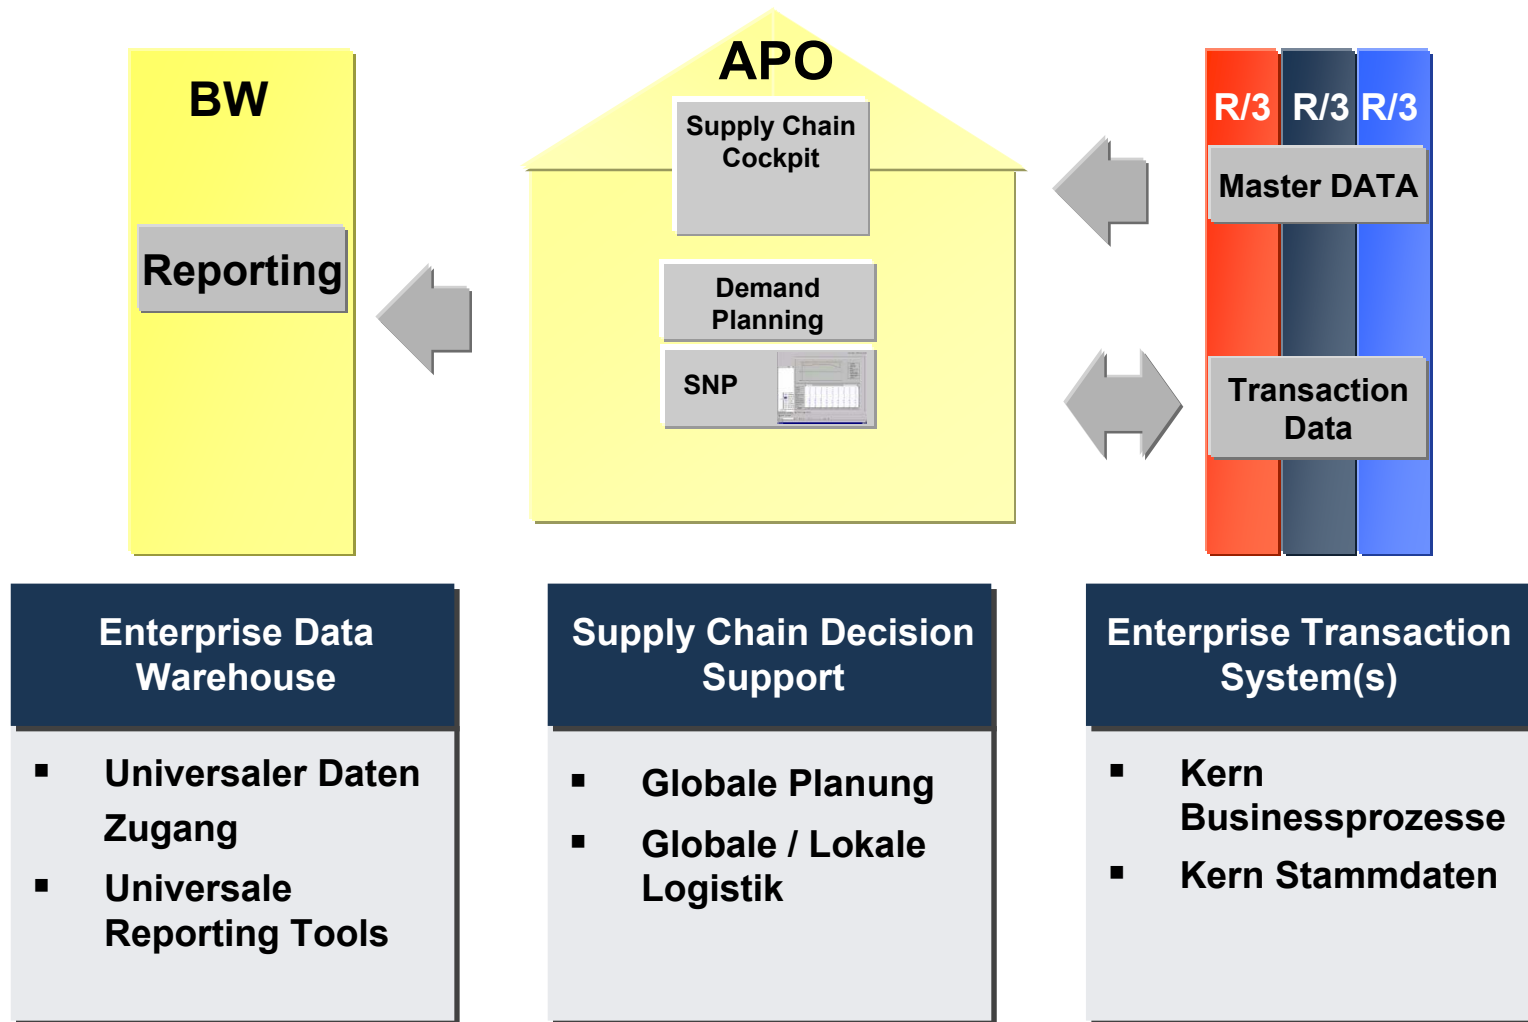 BW
Reporting
APO
Supply Chain
Cockpit
Demand
Planning
SNP
R/3 R/3 R/3
Master DATA
Transaction
Data
Enterprise Data
Warehouse
▪ Universaler Daten
Zugang
▪ Universale
Reporting Tools
Supply Chain Decision
Support
▪ Globale Planung
▪ Globale / Lokale
Logistik
Enterprise Transaction
System(s)
▪ Kern
Businessprozesse
▪ Kern Stammdaten